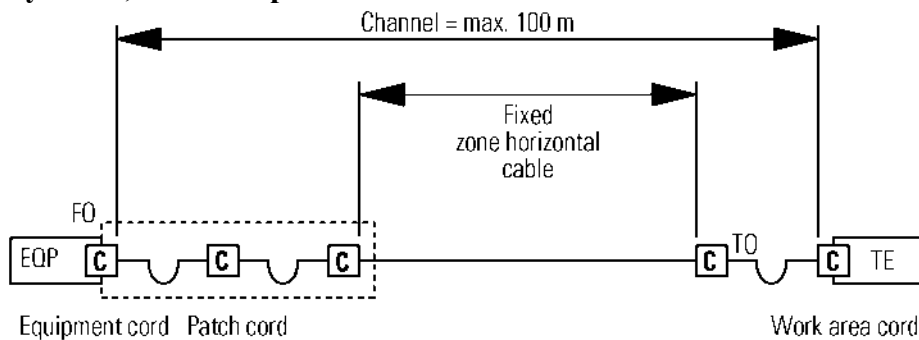 Channel = max. 100 m
Fixed
zone horizontal
cable
FO
EQP
C
C
C
C
TO
C
TE
Equipment cord
Patch cord
Work area cord